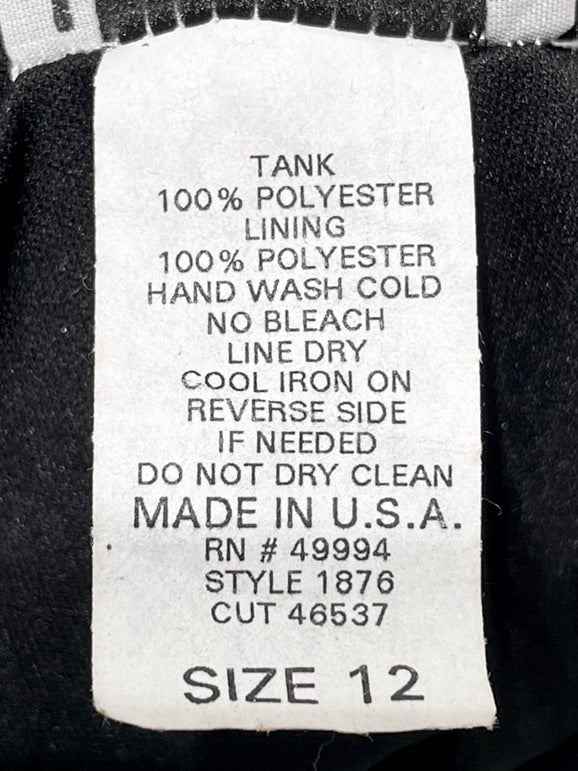 TANK
100% POLYESTER
LINING
100% POLYESTER
HAND WASH COLD
NO BLEACH
LINE DRY
COOL IRON ON
REVERSE SIDE
IF NEEDED
DO NOT DRY CLEAN
MADE IN U.S.A.
RN # 49994
STYLE 1876
CUT 46537
SIZE 12